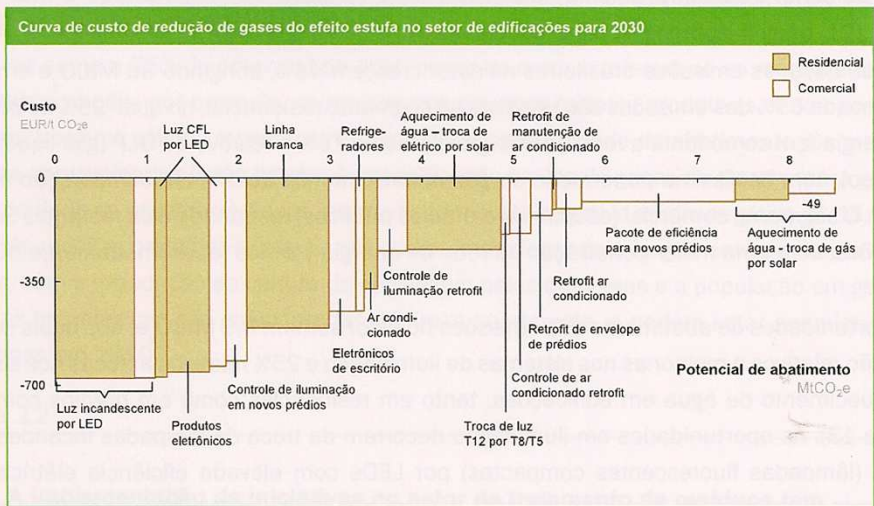 Curva de custo de redução de gases do efeito estufa no setor de edificações para 2030
Residencial
Comercial
Custo
EUR/t CO₂e
Luz CFL
por LED
Linha
branca
Refrige-
radores
Aquecimento de
água – troca de
elétrico por solar
Retrofit de
manutenção de ar
condicionado
0
1
2
3
4
5
6
7
8
-350
-700
-49
Pacote de eficiência
para novos prédios
Aquecimento de
água - troca de gás
por solar
Controle de
iluminação retrofit
Retrofit ar
condicionado
Ar condi-
cionado
Retrofit de envelope
de prédios
Eletrônicos
de escritório
Controle de ar
condicionado retrofit
Potencial de abatimento
MtCO₂e
Luz incandescente
por LED
Controle de iluminação
em novos prédios
Produtos
eletrônicos
Troca de luz
T12 por T8/T5